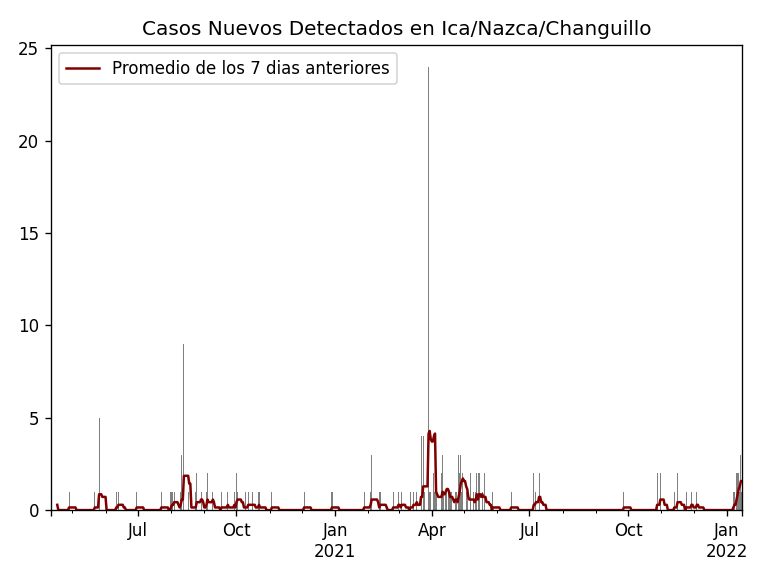 Casos Nuevos Detectados en Ica/Nazca/Changuillo
Promedio de los 7 dias anteriores
25
20
15
10
5
0
Jul Oct Jan Apr Jul Oct Jan
2021 2022